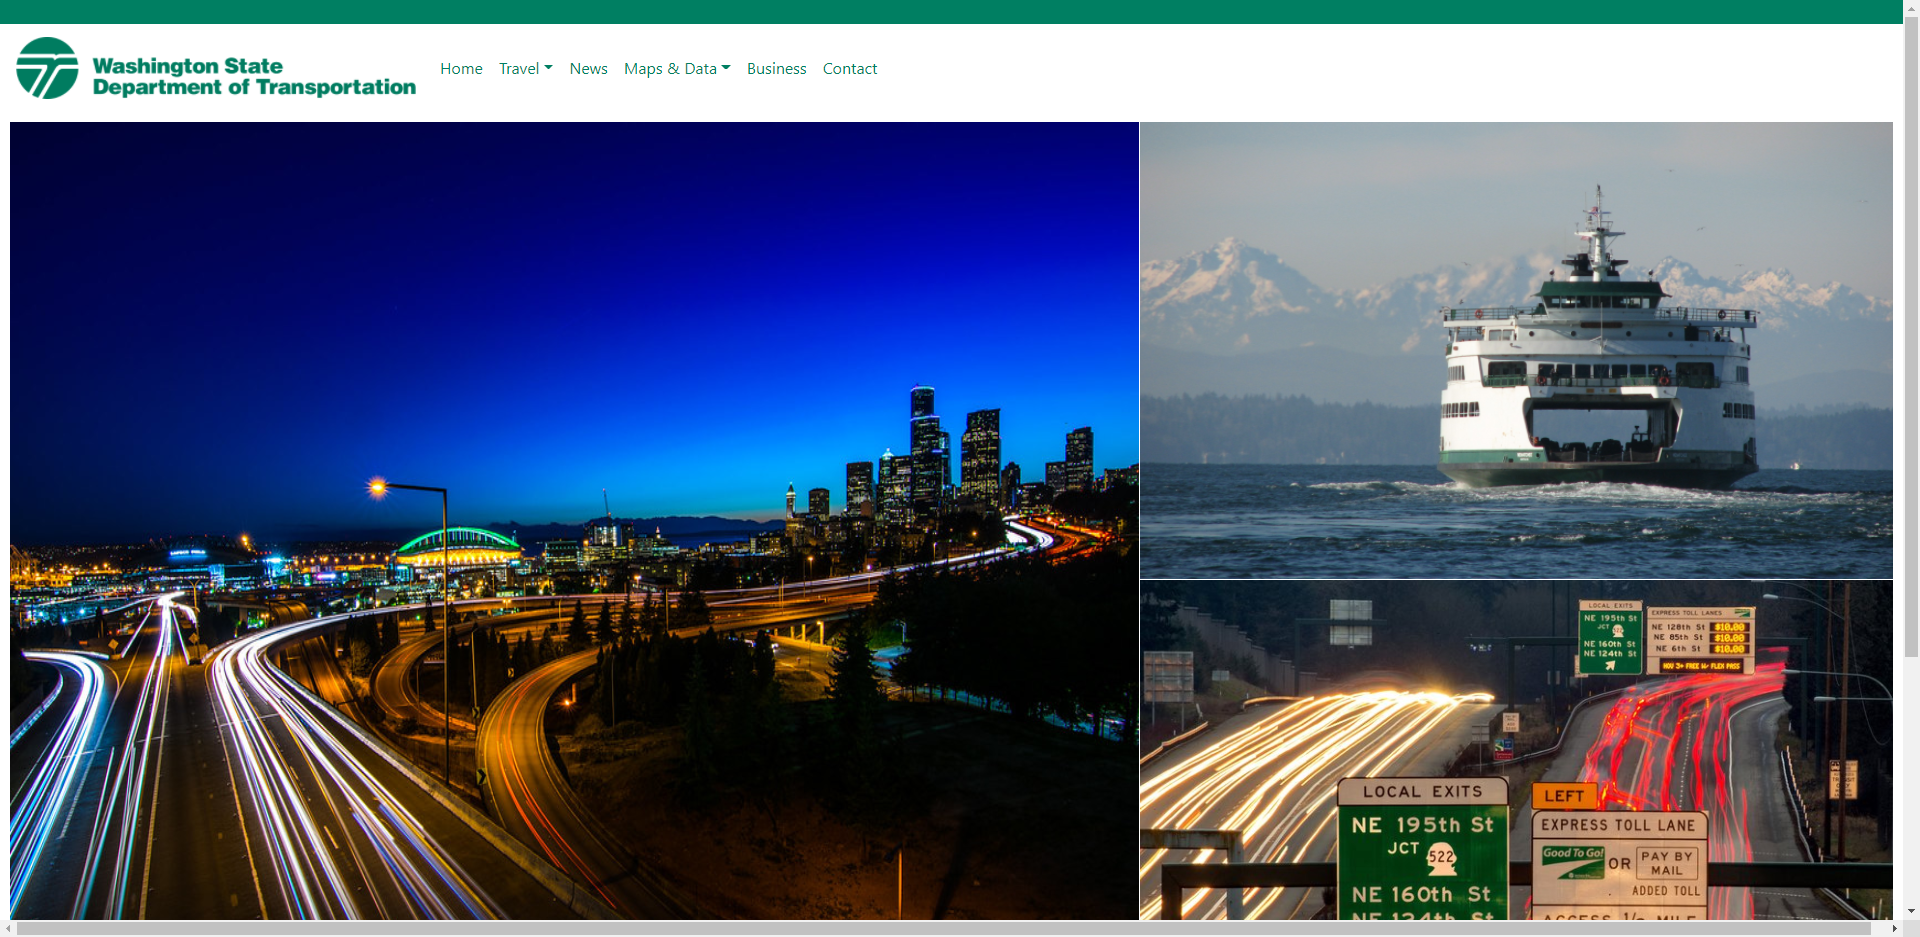 Washington State
Department of Transportation
Home Travel News Maps & Data Business Contact
LOCAL EXITS
NE 195th St
JCT 522
NE 160th St
NE 124th St
EXPRESS TOLL LANES
NE 128th St $10.00
NE 85th St $10.00
NE 6th St $10.00
HOV 3+ FREE W/ FLEX PASS
LOCAL EXITS
NE 195th St
JCT 522
NE 160th St
NE 124th St
LEFT
EXPRESS TOLL LANE
Good To Go! OR PAY BY MAIL
ADDED TOLL
ACCESS 1/2 MILE